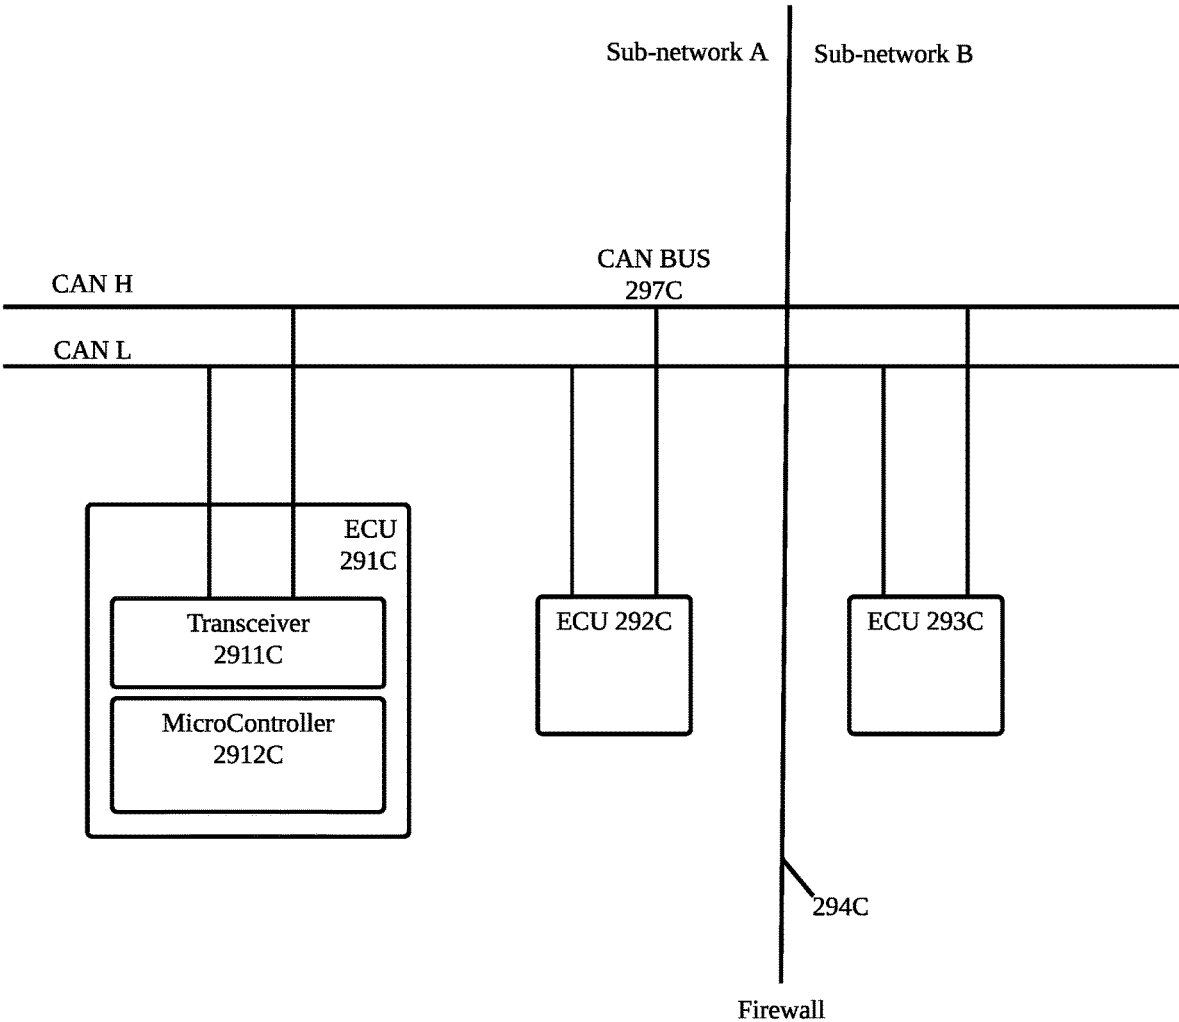 Sub-network A
Sub-network B
CAN BUS
297C
CAN H
CAN L
ECU
291C
Transceiver
2911C
MicroController
2912C
ECU 292C
ECU 293C
294C
Firewall